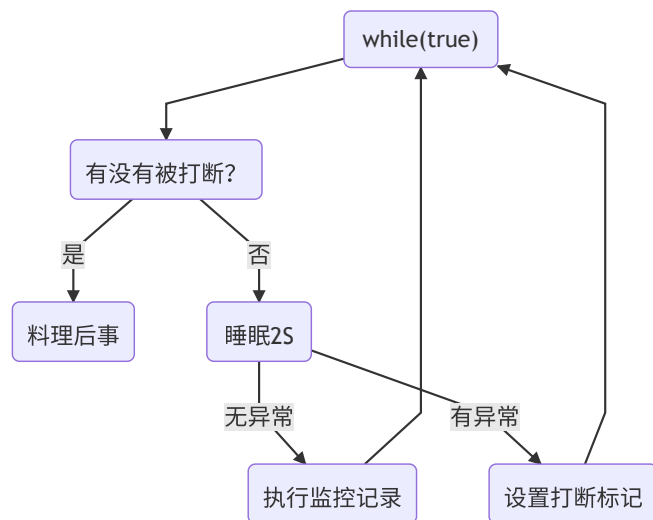 while(true)
有没有被打断？
是
否
料理后事
睡眠2S
无异常
有异常
执行监控记录
设置打断标记